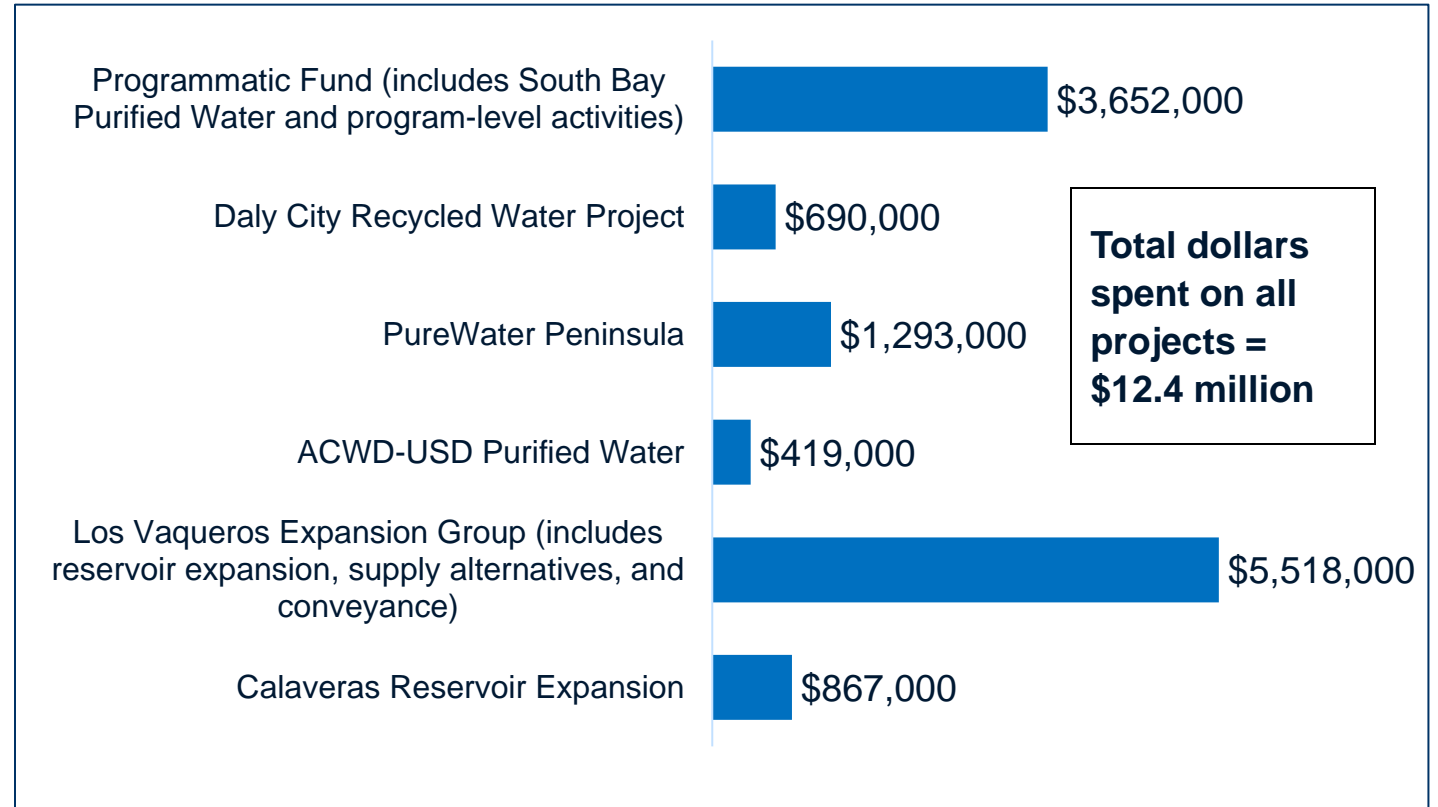 Programmatic Fund (includes South Bay
Purified Water and program-level activities)
$3,652,000
Daly City Recycled Water Project
$690,000
PureWater Peninsula
$1,293,000
Total dollars
spent on all
projects =
$12.4 million
ACWD-USD Purified Water
$419,000
Los Vaqueros Expansion Group (includes
reservoir expansion, supply alternatives, and
conveyance)
$5,518,000
Calaveras Reservoir Expansion
$867,000